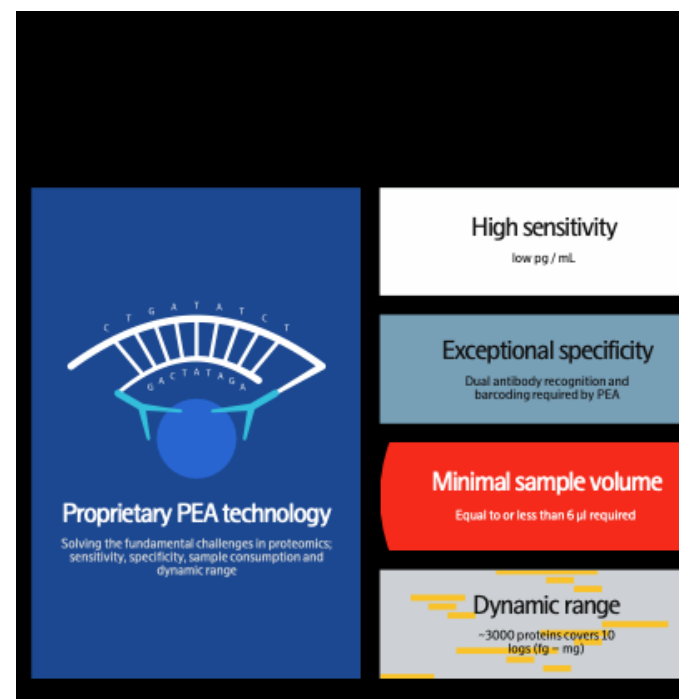 C T G A T A T C T
G A C T A T A G A
Proprietary PEA technology
Solving the fundamental challenges in proteomics;
sensitivity, specificity, sample consumption and
dynamic range
High sensitivity
low pg / mL
Exceptional specificity
Dual antibody recognition and
barcoding required by PEA
Minimal sample volume
Equal to or less than 6 µl required
Dynamic range
~3000 proteins covers 10
logs (fg – mg)